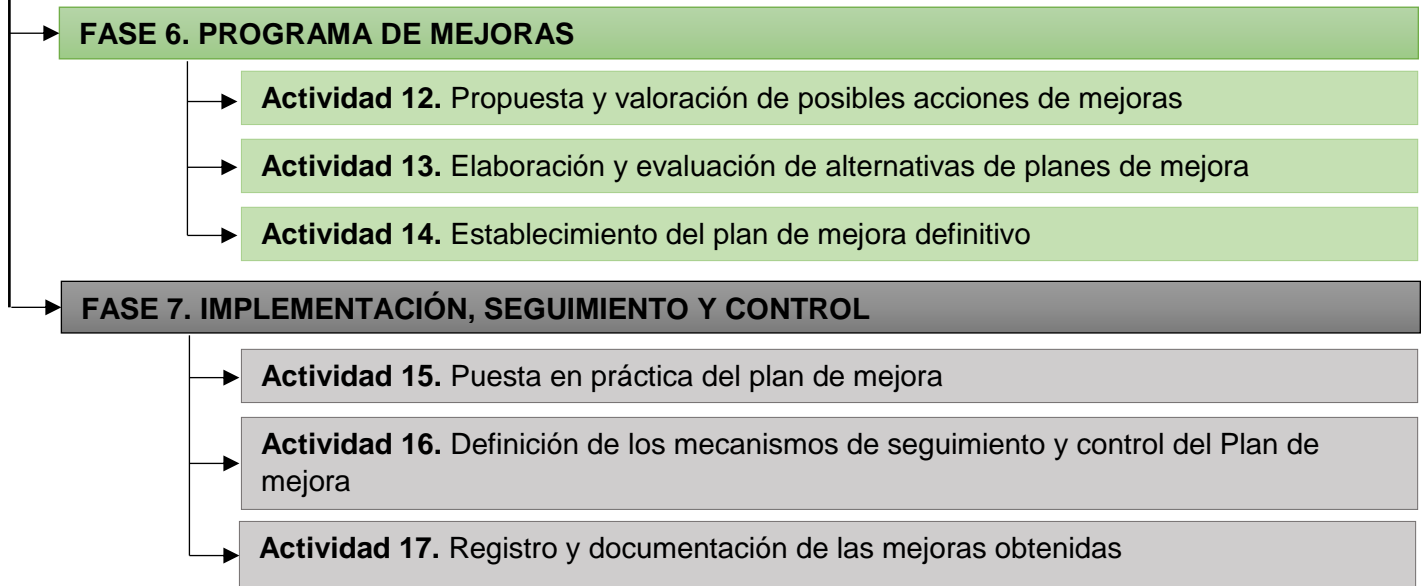 FASE 6. PROGRAMA DE MEJORAS
Actividad 12. Propuesta y valoración de posibles acciones de mejoras
Actividad 13. Elaboración y evaluación de alternativas de planes de mejora
Actividad 14. Establecimiento del plan de mejora definitivo
FASE 7. IMPLEMENTACIÓN, SEGUIMIENTO Y CONTROL
Actividad 15. Puesta en práctica del plan de mejora
Actividad 16. Definición de los mecanismos de seguimiento y control del Plan de
mejora
Actividad 17. Registro y documentación de las mejoras obtenidas